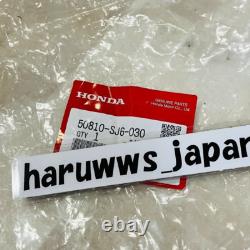 HONDA
GENUINE PARTS
Honda Motor Co., Ltd.
50810-SJ6-030
QTY 1
haruwws_japan